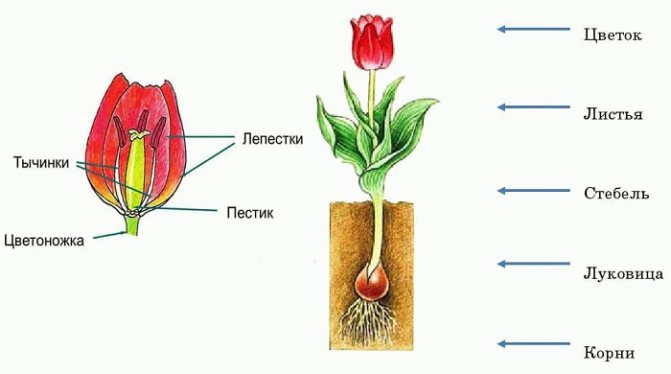 Лепестки
Тычинки
Пестик
Цветоножка
Цветок
Листья
Стебель
Луковица
Корни